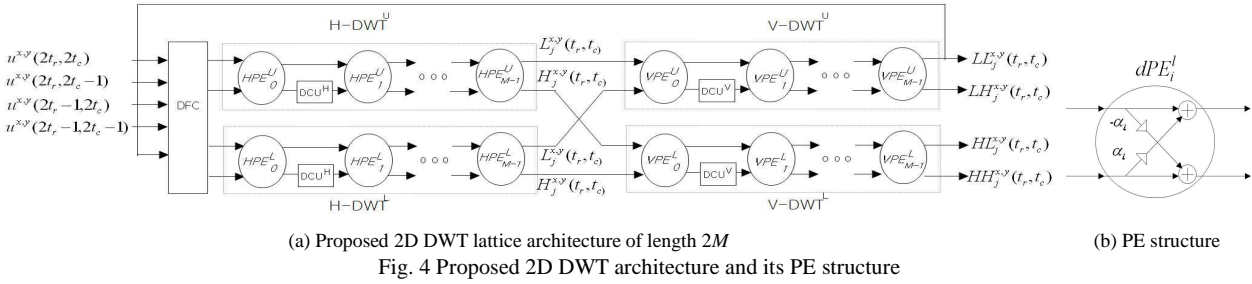 H-DWT^U
V-DWT^U
u^{x,y}(2t_r,2t_c)
u^{x,y}(2t_r,2t_c-1)
u^{x,y}(2t_r-1,2t_c)
u^{x,y}(2t_r-1,2t_c-1)
DFC
HPE_0^U
DCU^H
HPE_1^U
HPE_{M-1}^U
L_j^{x,y}(t_r,t_c)
H_j^{x,y}(t_r,t_c)
VPE_0^U
DCU^V
VPE_1^U
VPE_{M-1}^U
LL_j^{x,y}(t_r,t_c)
LH_j^{x,y}(t_r,t_c)
HPE_0^L
DCU^H
HPE_1^L
HPE_{M-1}^L
L_j^{x,y}(t_r,t_c)
H_j^{x,y}(t_r,t_c)
VPE_0^L
DCU^V
VPE_1^L
VPE_{M-1}^L
HL_j^{x,y}(t_r,t_c)
HH_j^{x,y}(t_r,t_c)
H-DWT^L
V-DWT^L
dPE_i^l
-α_i
α_i
(a) Proposed 2D DWT lattice architecture of length 2M
(b) PE structure
Fig. 4 Proposed 2D DWT architecture and its PE structure